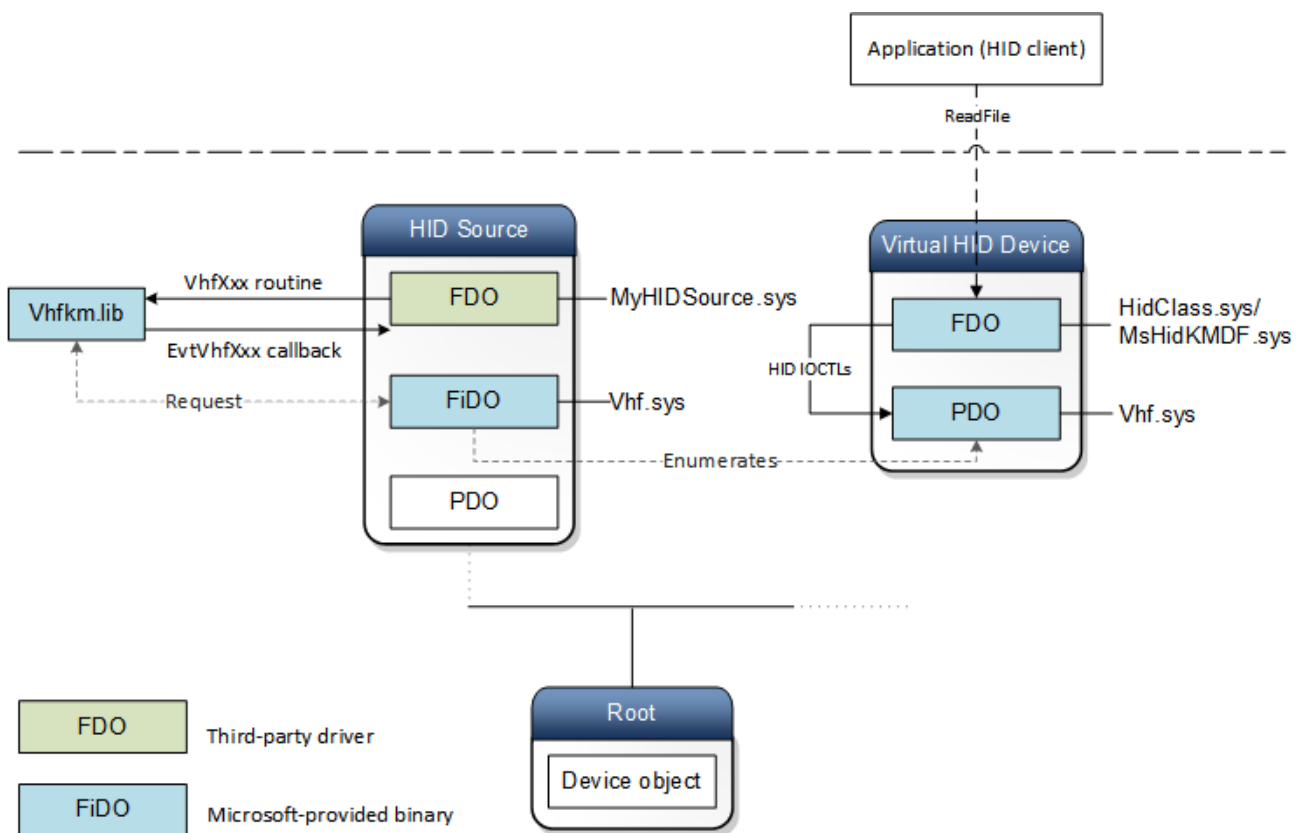 Application (HID client)
ReadFile
HID Source
Virtual HID Device
VhfXxx routine
FDO
MyHIDSource.sys
Vhfkm.lib
FDO
HidClass.sys/
MsHidKMDF.sys
EvtVhfXxx callback
HID IOCTLs
Request
FiDO
Vhf.sys
PDO
Vhf.sys
Enumerates
PDO
Root
Device object
FDO
Third-party driver
FiDO
Microsoft-provided binary